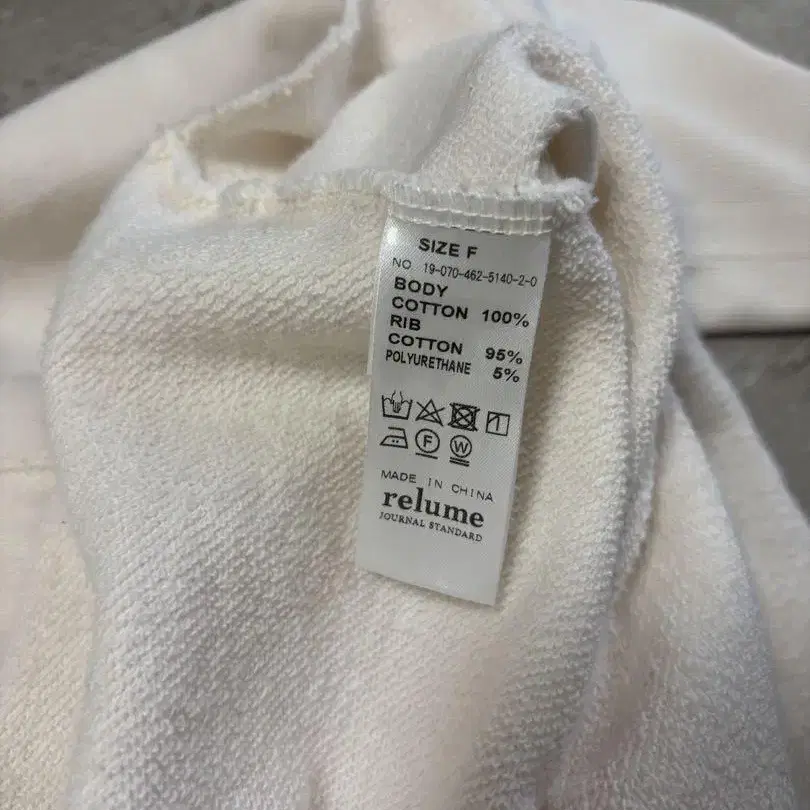 SIZE F
NO 19-070-462-5140-2-0
BODY
COTTON 100%
RIB
COTTON 95%
POLYURETHANE 5%
F W
MADE IN CHINA
relume
JOURNAL STANDARD